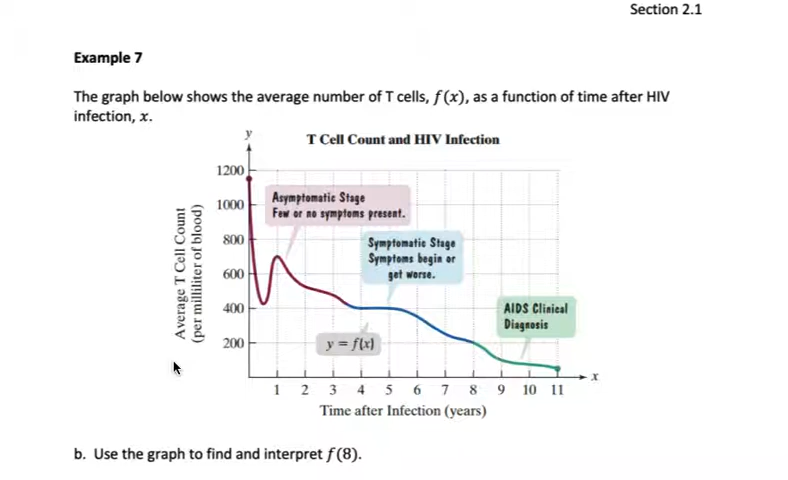 Section 2.1
Example 7
The graph below shows the average number of T cells, f(x), as a function of time after HIV
infection, x.
y
T Cell Count and HIV Infection
Average T Cell Count
(per milliliter of blood)
1200
1000
800
600
400
200
Asymptomatic Stage
Few or no symptoms present.
Symptomatic Stage
Symptoms begin or
get worse.
AIDS Clinical
Diagnosis
y = f(x)
x
1 2 3 4 5 6 7 8 9 10 11
Time after Infection (years)
b. Use the graph to find and interpret f(8).